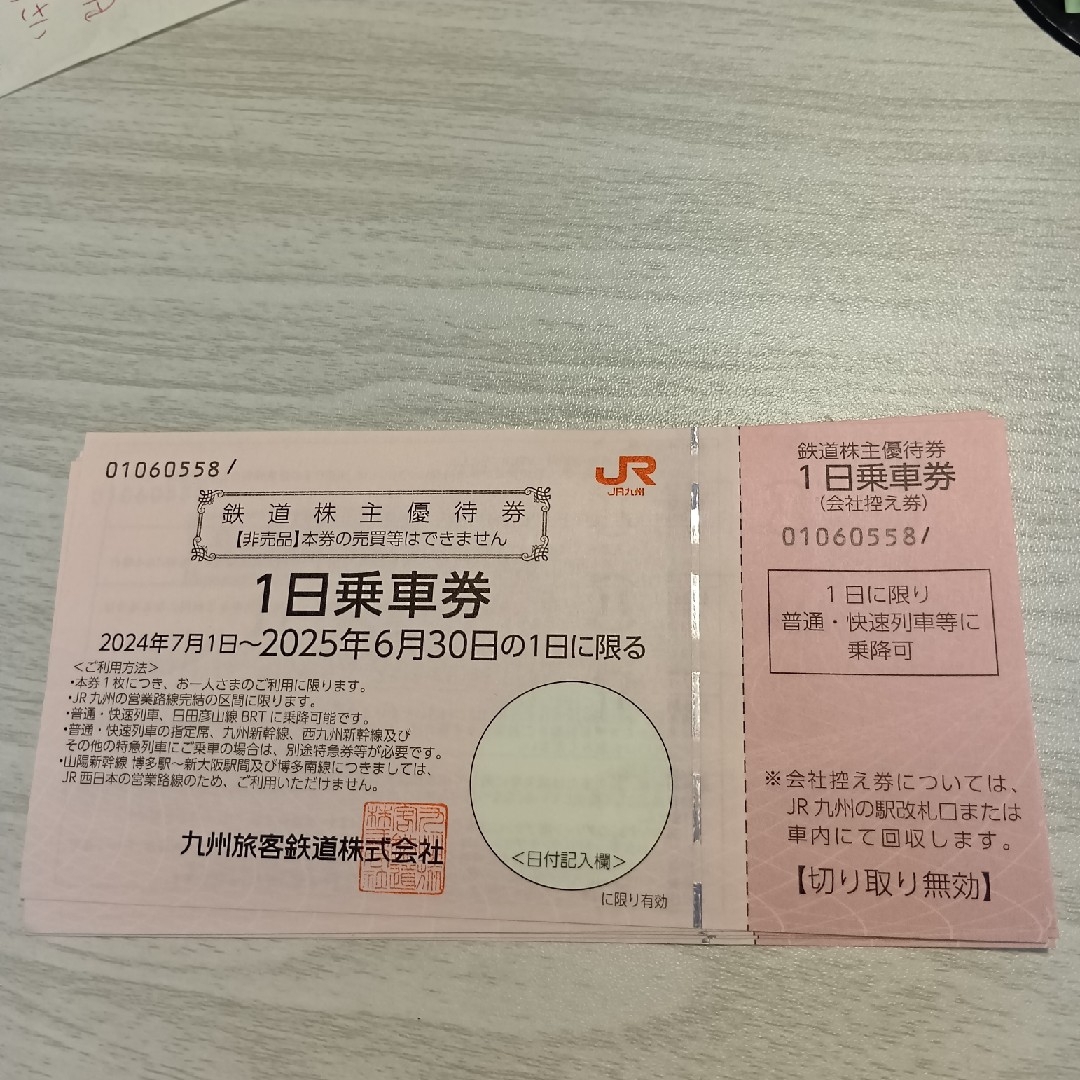 01060558/
JR
JR九州
鉄道株主優待券
【非売品】本券の売買等はできません
1日乗車券
2024年7月1日〜2025年6月30日の1日に限る
<ご利用方法>
・本券1枚につき、お一人さまのご利用に限ります。
・JR九州の営業路線完結の区間に限ります。
・普通・快速列車、日田彦山線BRTに乗降可能です。
・普通・快速列車の指定席、九州新幹線、西九州新幹線及び
その他の特急列車にご乗車の場合は、別途特急券等が必要です。
・山陽新幹線 博多駅〜新大阪駅間及び博多南線につきましては、
JR西日本の営業路線のため、ご利用いただけません。
九州旅客鉄道株式会社
<日付記入欄>
に限り有効
鉄道株主優待券
1日乗車券
(会社控え券)
01060558/
1日に限り
普通・快速列車等に
乗降可
※会社控え券については、
JR九州の駅改札口または
車内にて回収します。
【切り取り無効】